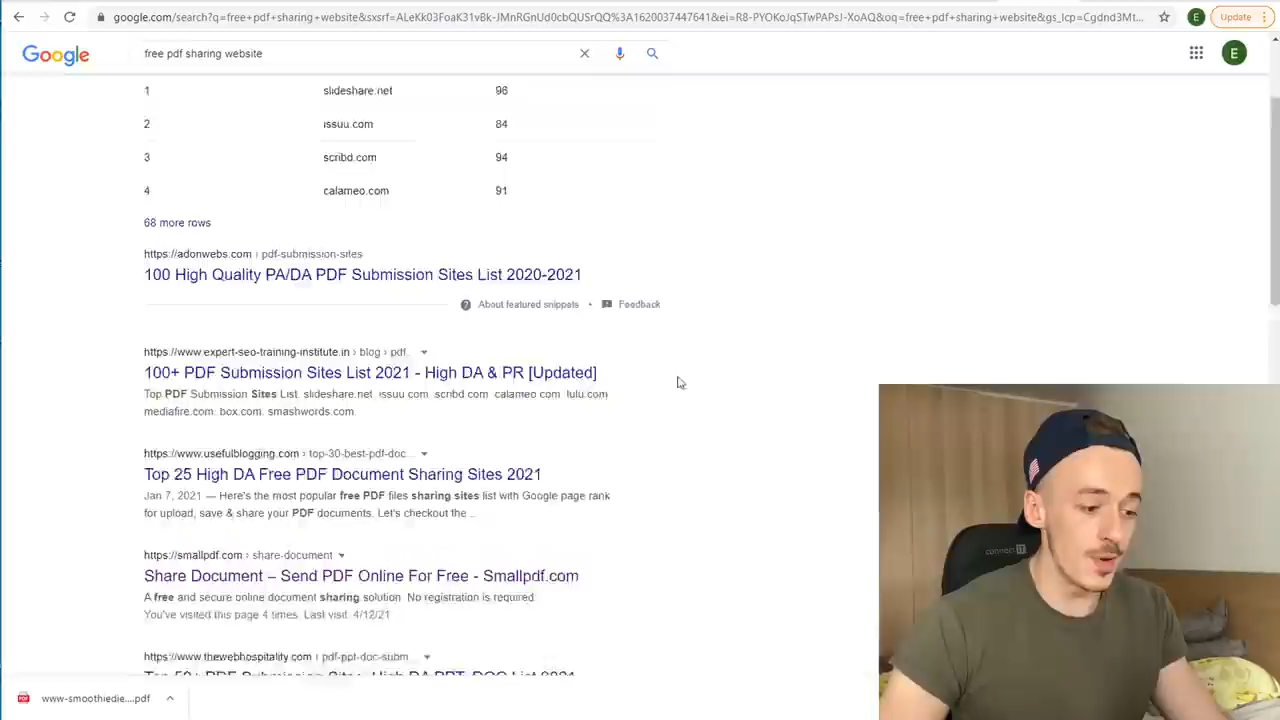 google.com/search?q=free+pdf+sharing+website&sxsrf=ALeKk03FoaK31vBk-JMnRGnUd0cbQUSrQQ%3A1620037447641&ei=R8-PYOKoJqSTwPAPsJ-XoAQ&oq=free+pdf+sharing+website&gs_lcp=Cgdnd3Mt...
E
Update
Google
free pdf sharing website
E
1 slideshare.net 96
2 issuu.com 84
3 scribd.com 94
4 calameo.com 91
68 more rows
https://adonwebs.com › pdf-submission-sites
100 High Quality PA/DA PDF Submission Sites List 2020-2021
About featured snippets • Feedback
https://www.expert-seo-training-institute.in › blog › pdf.
100+ PDF Submission Sites List 2021 - High DA & PR [Updated]
Top PDF Submission Sites List. slideshare.net. issuu.com. scribd.com. calameo.com. lulu.com.
mediafire.com. box.com. smashwords.com.
https://www.usefulblogging.com › top-30-best-pdf-doc...
Top 25 High DA Free PDF Document Sharing Sites 2021
Jan 7, 2021 — Here's the most popular free PDF files sharing sites list with Google page rank
for upload, save & share your PDF documents. Let's checkout the ...
https://smallpdf.com › share-document
Share Document – Send PDF Online For Free - Smallpdf.com
A free and secure online document sharing solution. No registration is required.
You've visited this page 4 times. Last visit: 4/12/21
https://www.thewebhospitality.com › pdf-ppt-doc-subm...
connect IT
PDF
www-smoothiedie....pdf